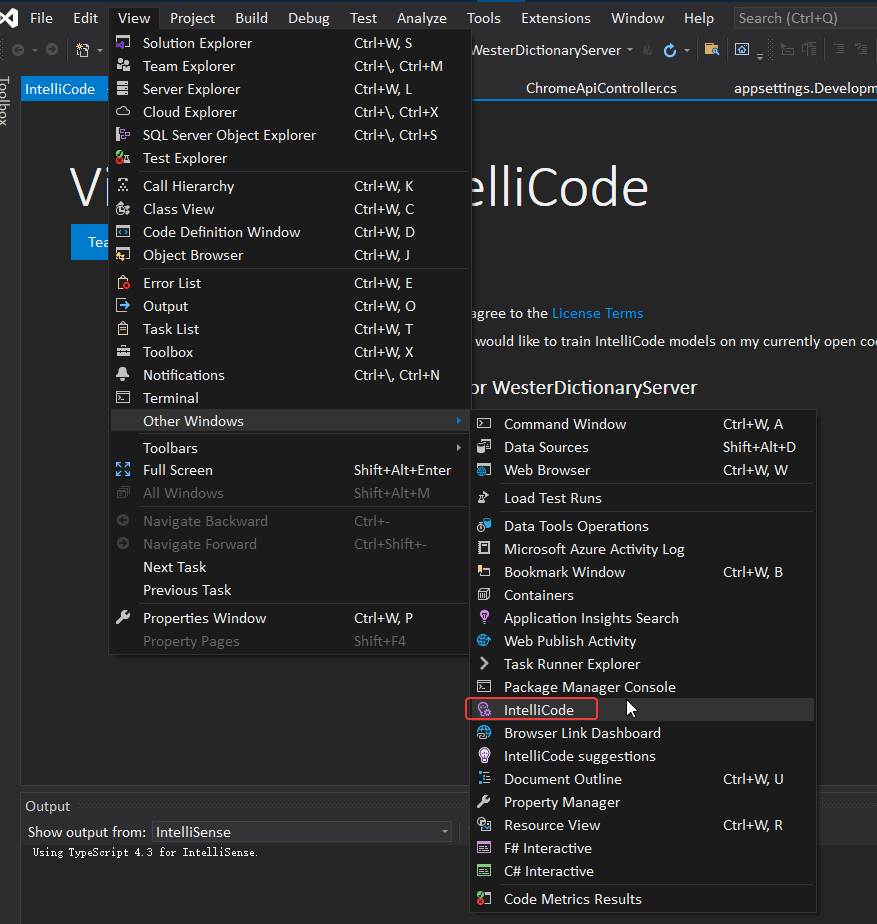 File Edit View Project Build Debug Test Analyze Tools Extensions Window Help Search (Ctrl+Q)
WesterDictionaryServer
Toolbox
IntelliCode ChromeApiController.cs appsettings.Developm
Vi elliCode
Tea
agree to the License Terms
would like to train IntelliCode models on my currently open co
or WesterDictionaryServer
Solution Explorer Ctrl+W, S
Team Explorer Ctrl+\, Ctrl+M
Server Explorer Ctrl+W, L
Cloud Explorer Ctrl+\, Ctrl+X
SQL Server Object Explorer Ctrl+\, Ctrl+S
Test Explorer
Call Hierarchy Ctrl+W, K
Class View Ctrl+W, C
Code Definition Window Ctrl+W, D
Object Browser Ctrl+W, J
Error List Ctrl+W, E
Output Ctrl+W, O
Task List Ctrl+W, T
Toolbox Ctrl+W, X
Notifications Ctrl+\, Ctrl+N
Terminal
Other Windows
Toolbars
Full Screen Shift+Alt+Enter
All Windows Shift+Alt+M
Navigate Backward Ctrl+-
Navigate Forward Ctrl+Shift+-
Next Task
Previous Task
Properties Window Ctrl+W, P
Property Pages Shift+F4
Command Window Ctrl+W, A
Data Sources Shift+Alt+D
Web Browser Ctrl+W, W
Load Test Runs
Data Tools Operations
Microsoft Azure Activity Log
Bookmark Window Ctrl+W, B
Containers
Application Insights Search
Web Publish Activity
Task Runner Explorer
Package Manager Console
IntelliCode
Browser Link Dashboard
IntelliCode suggestions
Document Outline Ctrl+W, U
Property Manager
Resource View Ctrl+W, R
F# Interactive
C# Interactive
Code Metrics Results
Output
Show output from: IntelliSense
Using TypeScript 4.3 for IntelliSense.